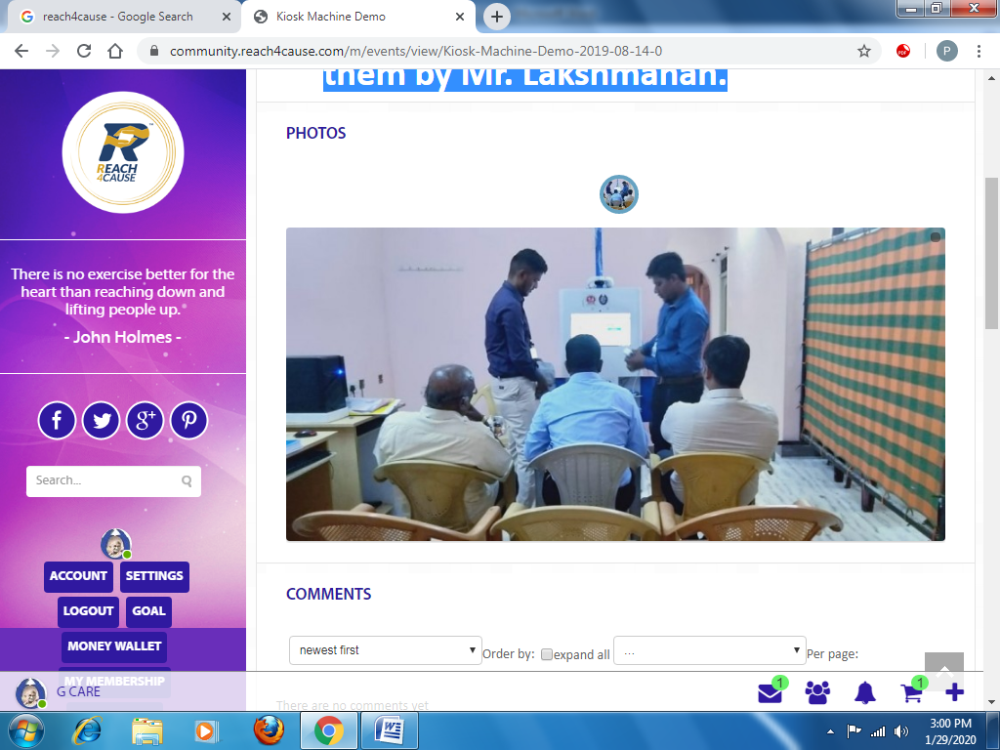 reach4cause - Google Search
Kiosk Machine Demo
community.reach4cause.com/m/events/view/Kiosk-Machine-Demo-2019-08-14-0
P
them by Mr. Lakshmanan.
R
REACH
4CAUSE
There is no exercise better for the
heart than reaching down and
lifting people up.
- John Holmes -
Search...
ACCOUNT
SETTINGS
LOGOUT
GOAL
MONEY WALLET
MY MEMBERSHIP
G CARE
PHOTOS
COMMENTS
newest first
Order by:
expand all
...
Per page:
There are no comments yet
1
1
3:00 PM
1/29/2020